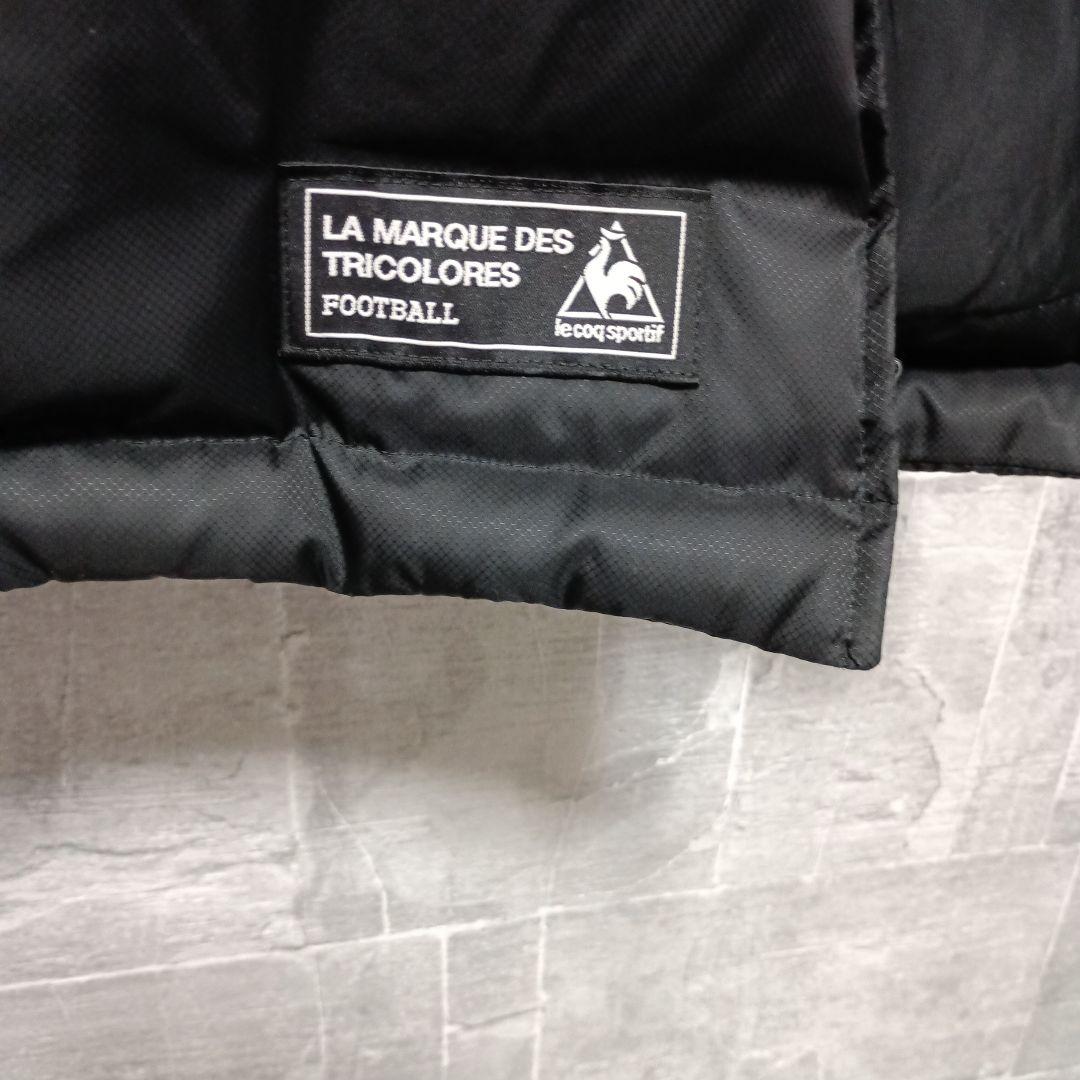 LA MARQUE DES
TRICOLORES
FOOTBALL
le coq sportif